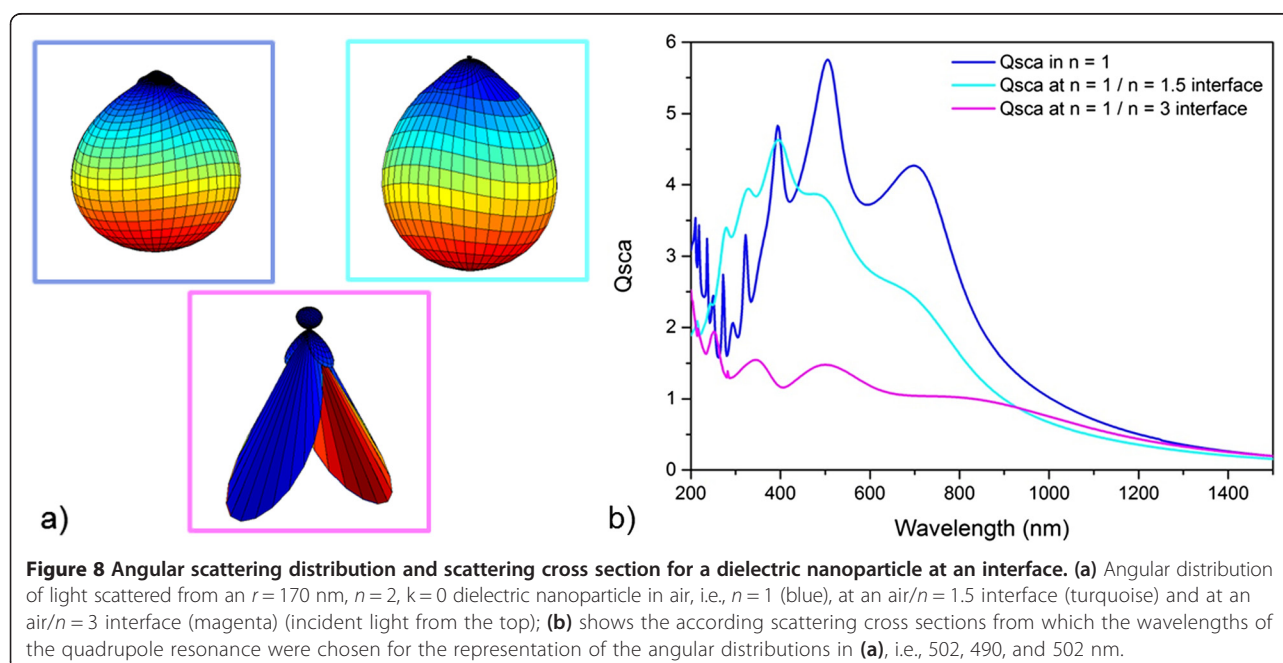 a)
b)
Qsca
6
5
4
3
2
1
0
Qsca in n = 1
Qsca at n = 1 / n = 1.5 interface
Qsca at n = 1 / n = 3 interface
200 400 600 800 1000 1200 1400
Wavelength (nm)
Figure 8 Angular scattering distribution and scattering cross section for a dielectric nanoparticle at an interface. (a) Angular distribution
of light scattered from an r = 170 nm, n = 2, k = 0 dielectric nanoparticle in air, i.e., n = 1 (blue), at an air/n = 1.5 interface (turquoise) and at an
air/n = 3 interface (magenta) (incident light from the top); (b) shows the according scattering cross sections from which the wavelengths of
the quadrupole resonance were chosen for the representation of the angular distributions in (a), i.e., 502, 490, and 502 nm.